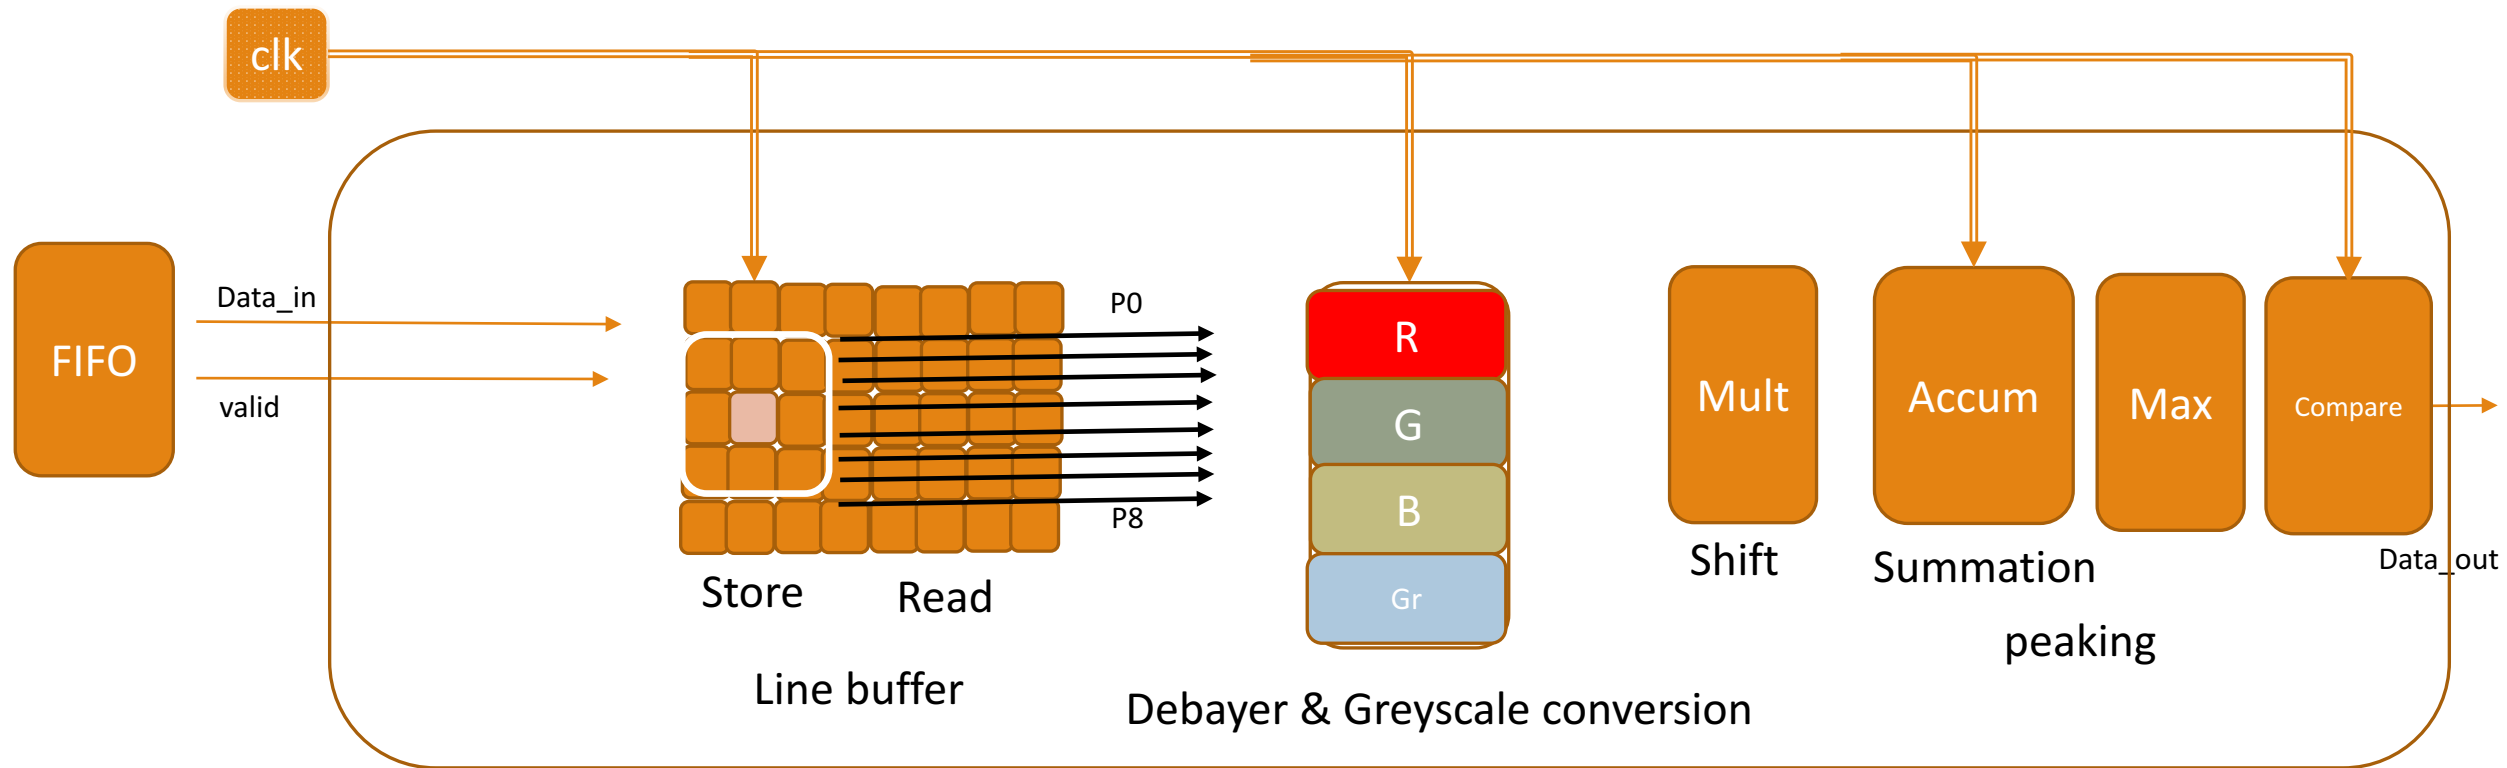 clk
FIFO
Data_in
valid
P0
P8
Store
Read
Line buffer
R
G
B
Gr
Debayer & Greyscale conversion
Mult
Shift
Accum
Summation
Max
peaking
Compare
Data_out